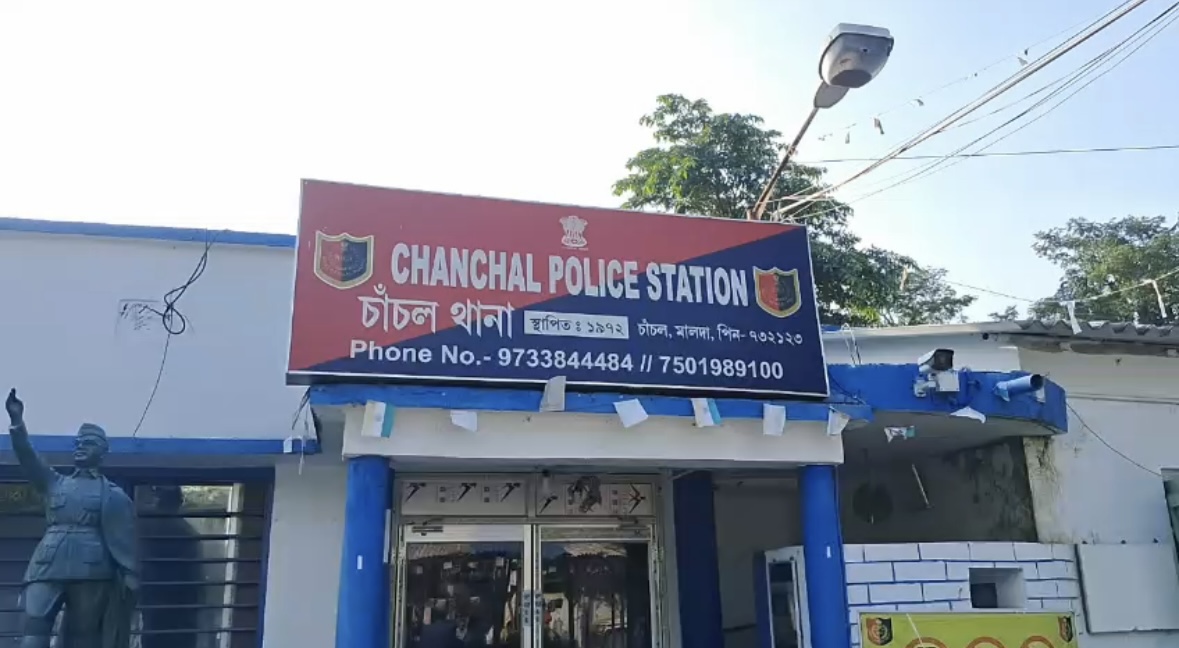 CHANCHAL POLICE STATION
চাঁচল থানা স্থাপিত ঃ ১৯৭২ চাঁচল, মালদা, পিন- ৭৩২১২৩
Phone No.- 9733844484 // 7501989100